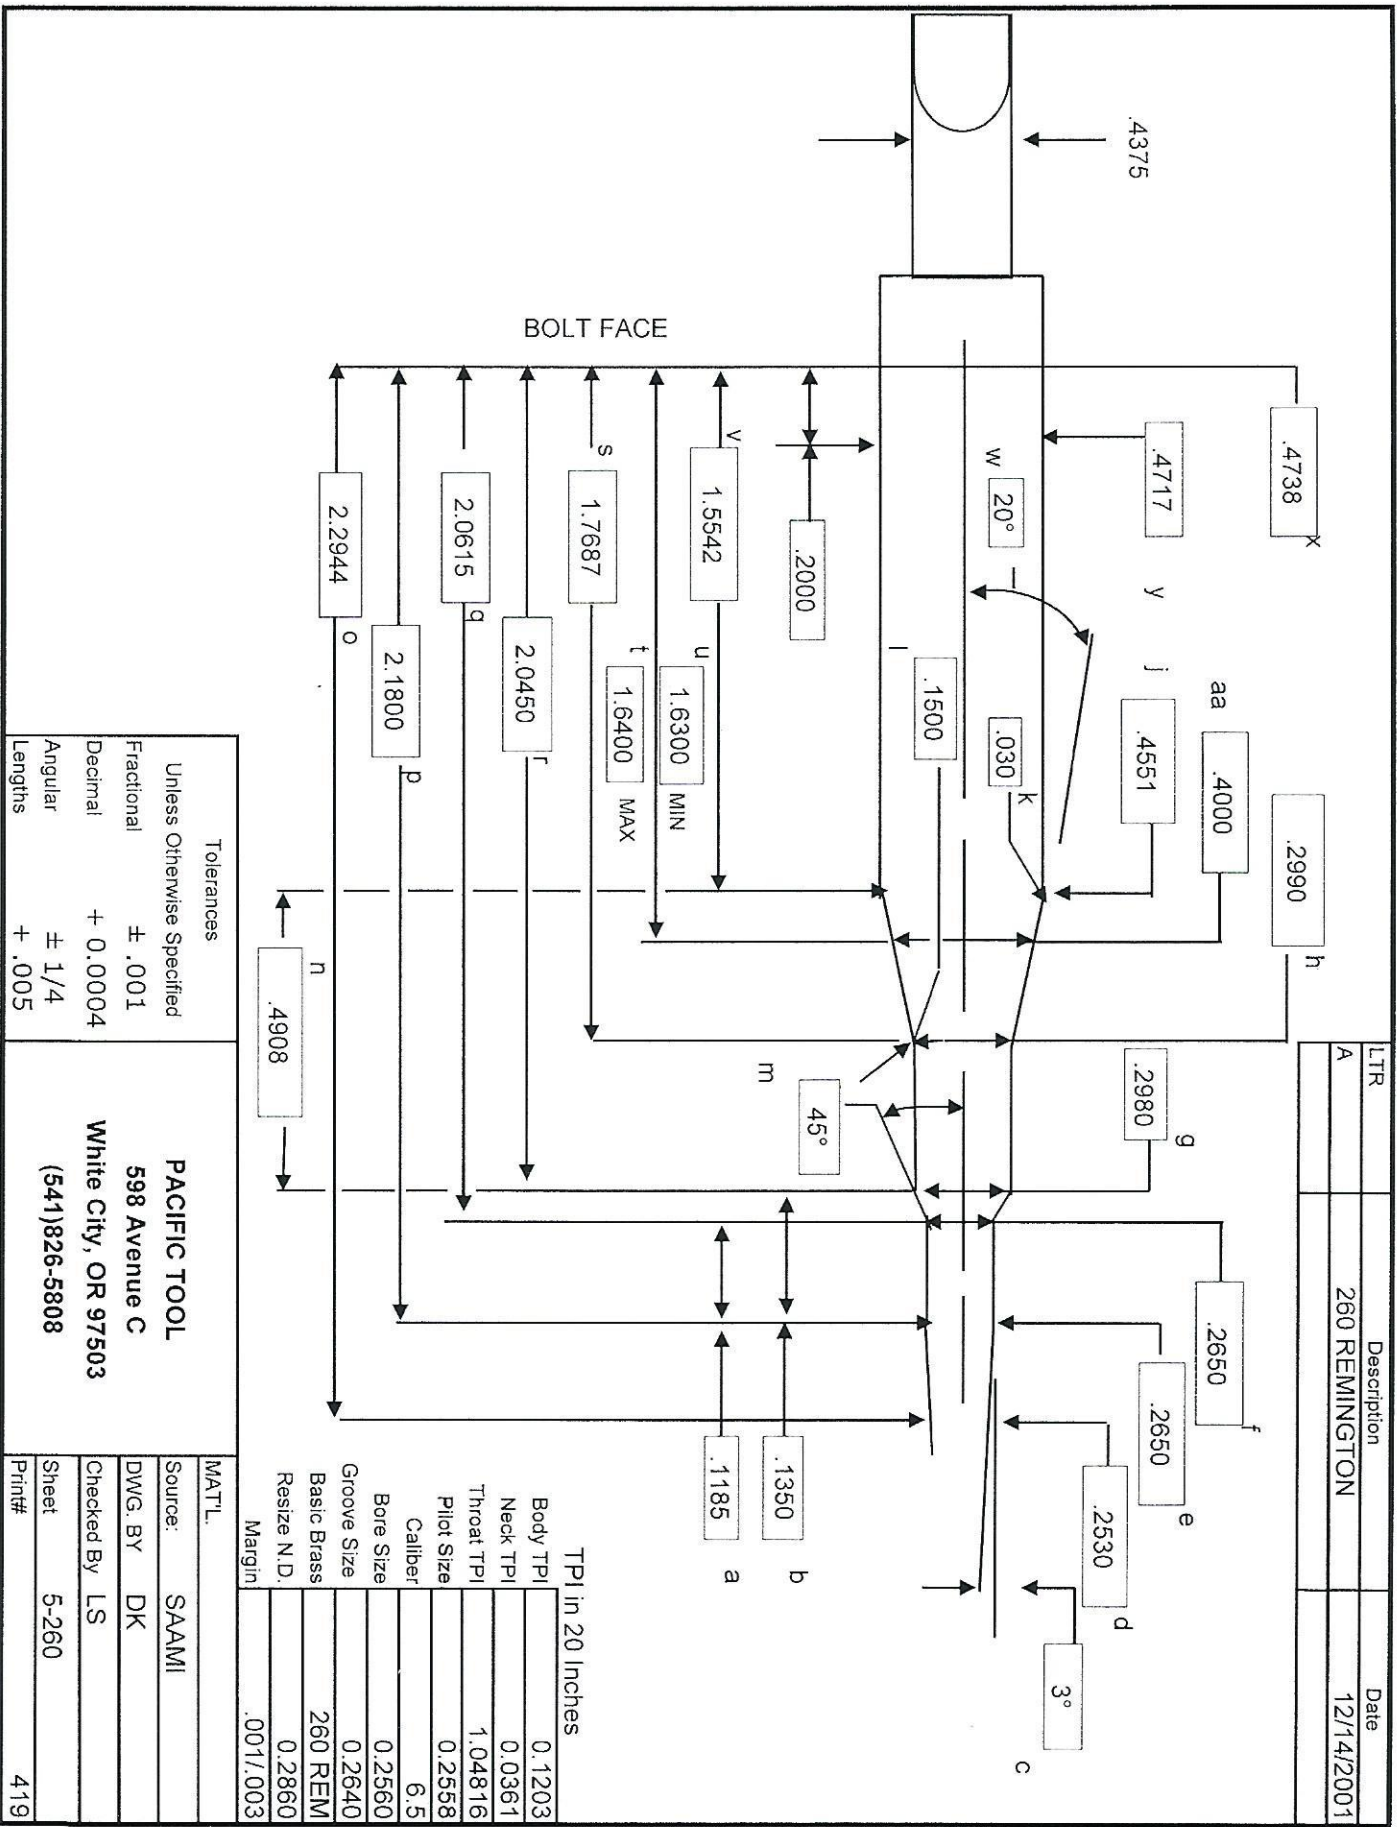 LTR Description Date
A 260 REMINGTON 12/14/2001
.4375
.4738 x
.4717 y
j .4551
aa .4000
.2990 h
w 20°
.030 k
l .1500
.2980 g
.2650 f
.2650 e
.2530 d
3° c
m 45°
BOLT FACE
.2000
v 1.5542
u 1.6300 MIN
t 1.6400 MAX
s 1.7687
2.0450 r
2.0615 q
2.1800 p
2.2944 o
n .4908
.1350 b
.1185 a
TPI in 20 Inches
Body TPI 0.1203
Neck TPI 0.0361
Throat TPI 1.04816
Pilot Size 0.2558
Caliber 6.5
Bore Size 0.2560
Groove Size 0.2640
Basic Brass 260 REM
Resize N.D. 0.2860
Margin .001/.003
Tolerances
Unless Otherwise Specified
Fractional ± .001
Decimal + 0.0004
Angular ± 1/4
Lengths + .005
PACIFIC TOOL
598 Avenue C
White City, OR 97503
(541)826-5808
MAT'L.
Source: SAAMI
DWG. BY DK
Checked By LS
Sheet 5-260
Print# 419